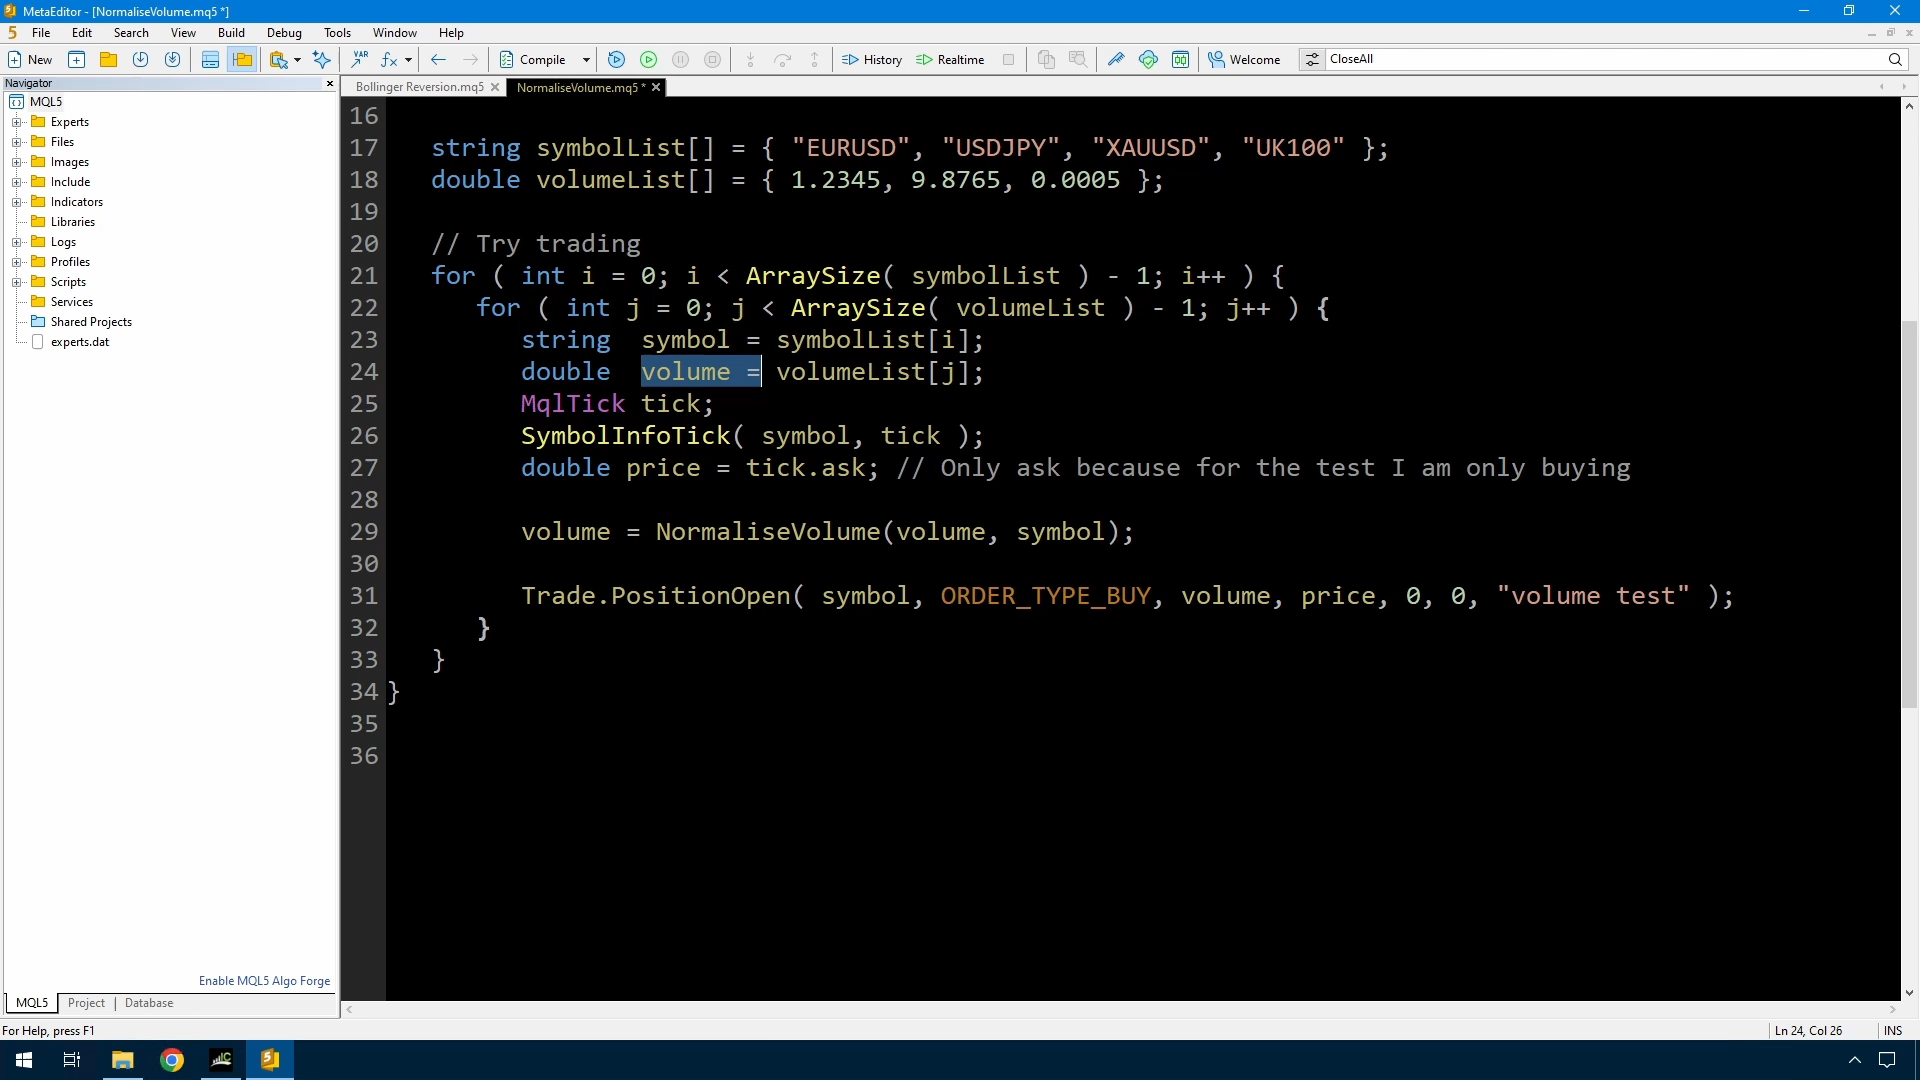 MetaEditor - [NormaliseVolume.mq5 *]
5 File Edit Search View Build Debug Tools Window Help
New VAR fx Compile History Realtime Welcome CloseAll
Navigator
Bollinger Reversion.mq5 NormaliseVolume.mq5 *
MQL5
Experts
Files
Images
Include
Indicators
Libraries
Logs
Profiles
Scripts
Services
Shared Projects
experts.dat
Enable MQL5 Algo Forge
MQL5 Project | Database
16
17 string symbolList[] = { "EURUSD", "USDJPY", "XAUUSD", "UK100" };
18 double volumeList[] = { 1.2345, 9.8765, 0.0005 };
19
20 // Try trading
21 for ( int i = 0; i < ArraySize( symbolList ) - 1; i++ ) {
22 for ( int j = 0; j < ArraySize( volumeList ) - 1; j++ ) {
23 string symbol = symbolList[i];
24 double volume = volumeList[j];
25 MqlTick tick;
26 SymbolInfoTick( symbol, tick );
27 double price = tick.ask; // Only ask because for the test I am only buying
28
29 volume = NormaliseVolume(volume, symbol);
30
31 Trade.PositionOpen( symbol, ORDER_TYPE_BUY, volume, price, 0, 0, "volume test" );
32 }
33 }
34 }
35
36
For Help, press F1 Ln 24, Col 26 INS